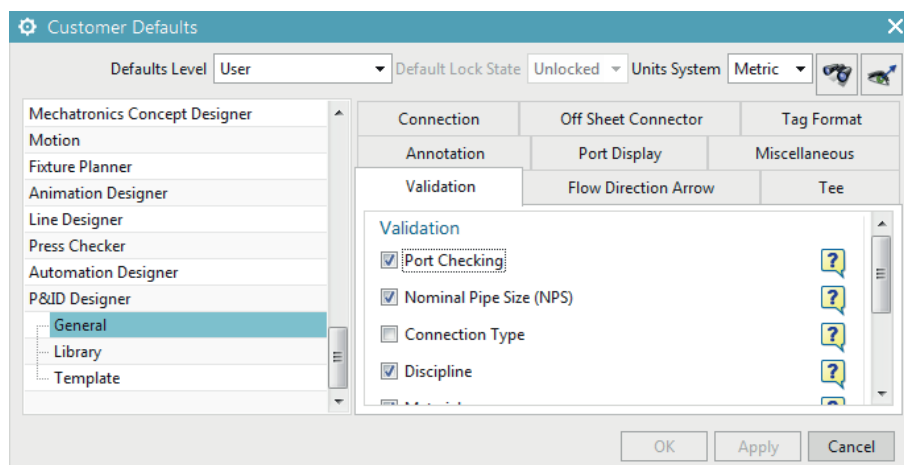 Customer Defaults
Defaults Level User Default Lock State Unlocked Units System Metric
Mechatronics Concept Designer
Motion
Fixture Planner
Animation Designer
Line Designer
Press Checker
Automation Designer
P&ID Designer
General
Library
Template
Connection Off Sheet Connector Tag Format
Annotation Port Display Miscellaneous
Validation Flow Direction Arrow Tee
Validation
Port Checking
Nominal Pipe Size (NPS)
Connection Type
Discipline
OK Apply Cancel